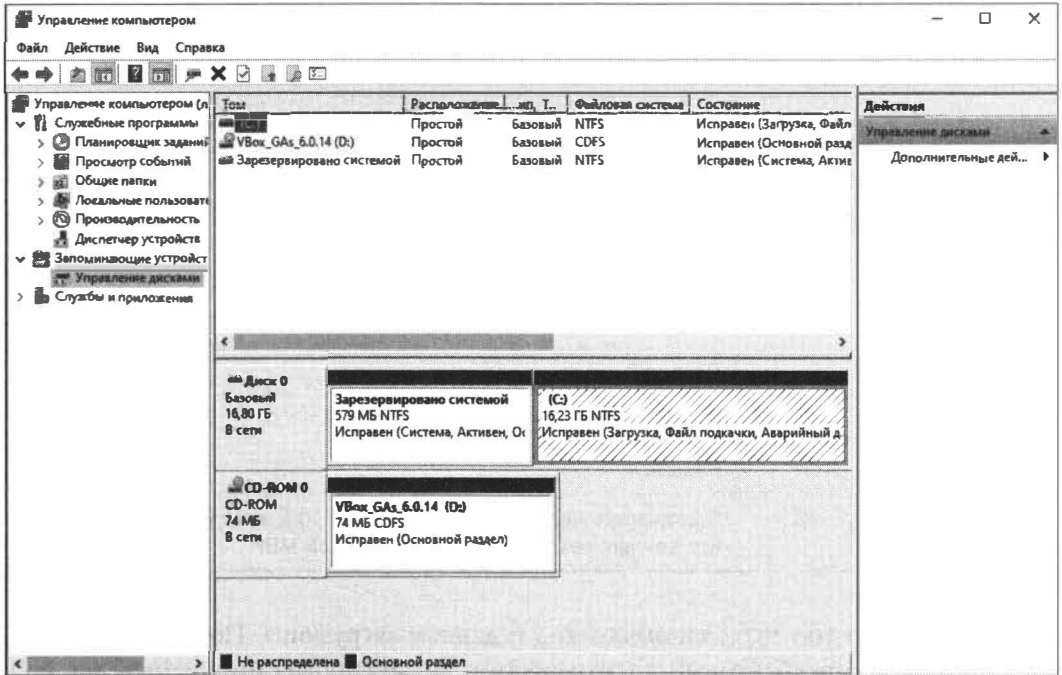 Управление компьютером
Файл Действие Вид Справка
Управление компьютером (л
Служебные программы
Планировщик заданий
Просмотр событий
Общие папки
Локальные пользовате
Производительность
Диспетчер устройств
Запоминающие устройст
Управление дисками
Службы и приложения
Том Расположение ...ип, Т... Файловая система Состояние
(C:) Простой Базовый NTFS Исправен (Загрузка, Файл
VBox_GAs_6.0.14 (D:) Простой Базовый CDFS Исправен (Основной разд
Зарезервировано системой Простой Базовый NTFS Исправен (Система, Актив
Действия
Управление дисками
Дополнительные дей...
Диск 0
Базовый
16,80 ГБ
В сети
Зарезервировано системой
579 МБ NTFS
Исправен (Система, Активен, Ос
(C:)
16,23 ГБ NTFS
Исправен (Загрузка, Файл подкачки, Аварийный д
CD-ROM 0
CD-ROM
74 МБ
В сети
VBox_GAs_6.0.14 (D:)
74 МБ CDFS
Исправен (Основной раздел)
Не распределена Основной раздел